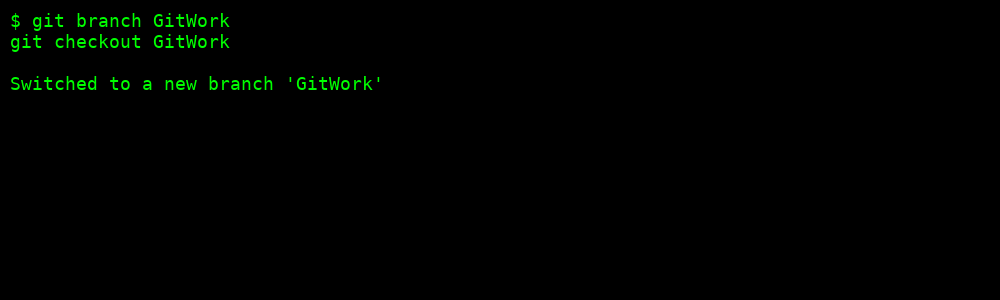 $ git branch GitWork
git checkout GitWork
Switched to a new branch 'GitWork'